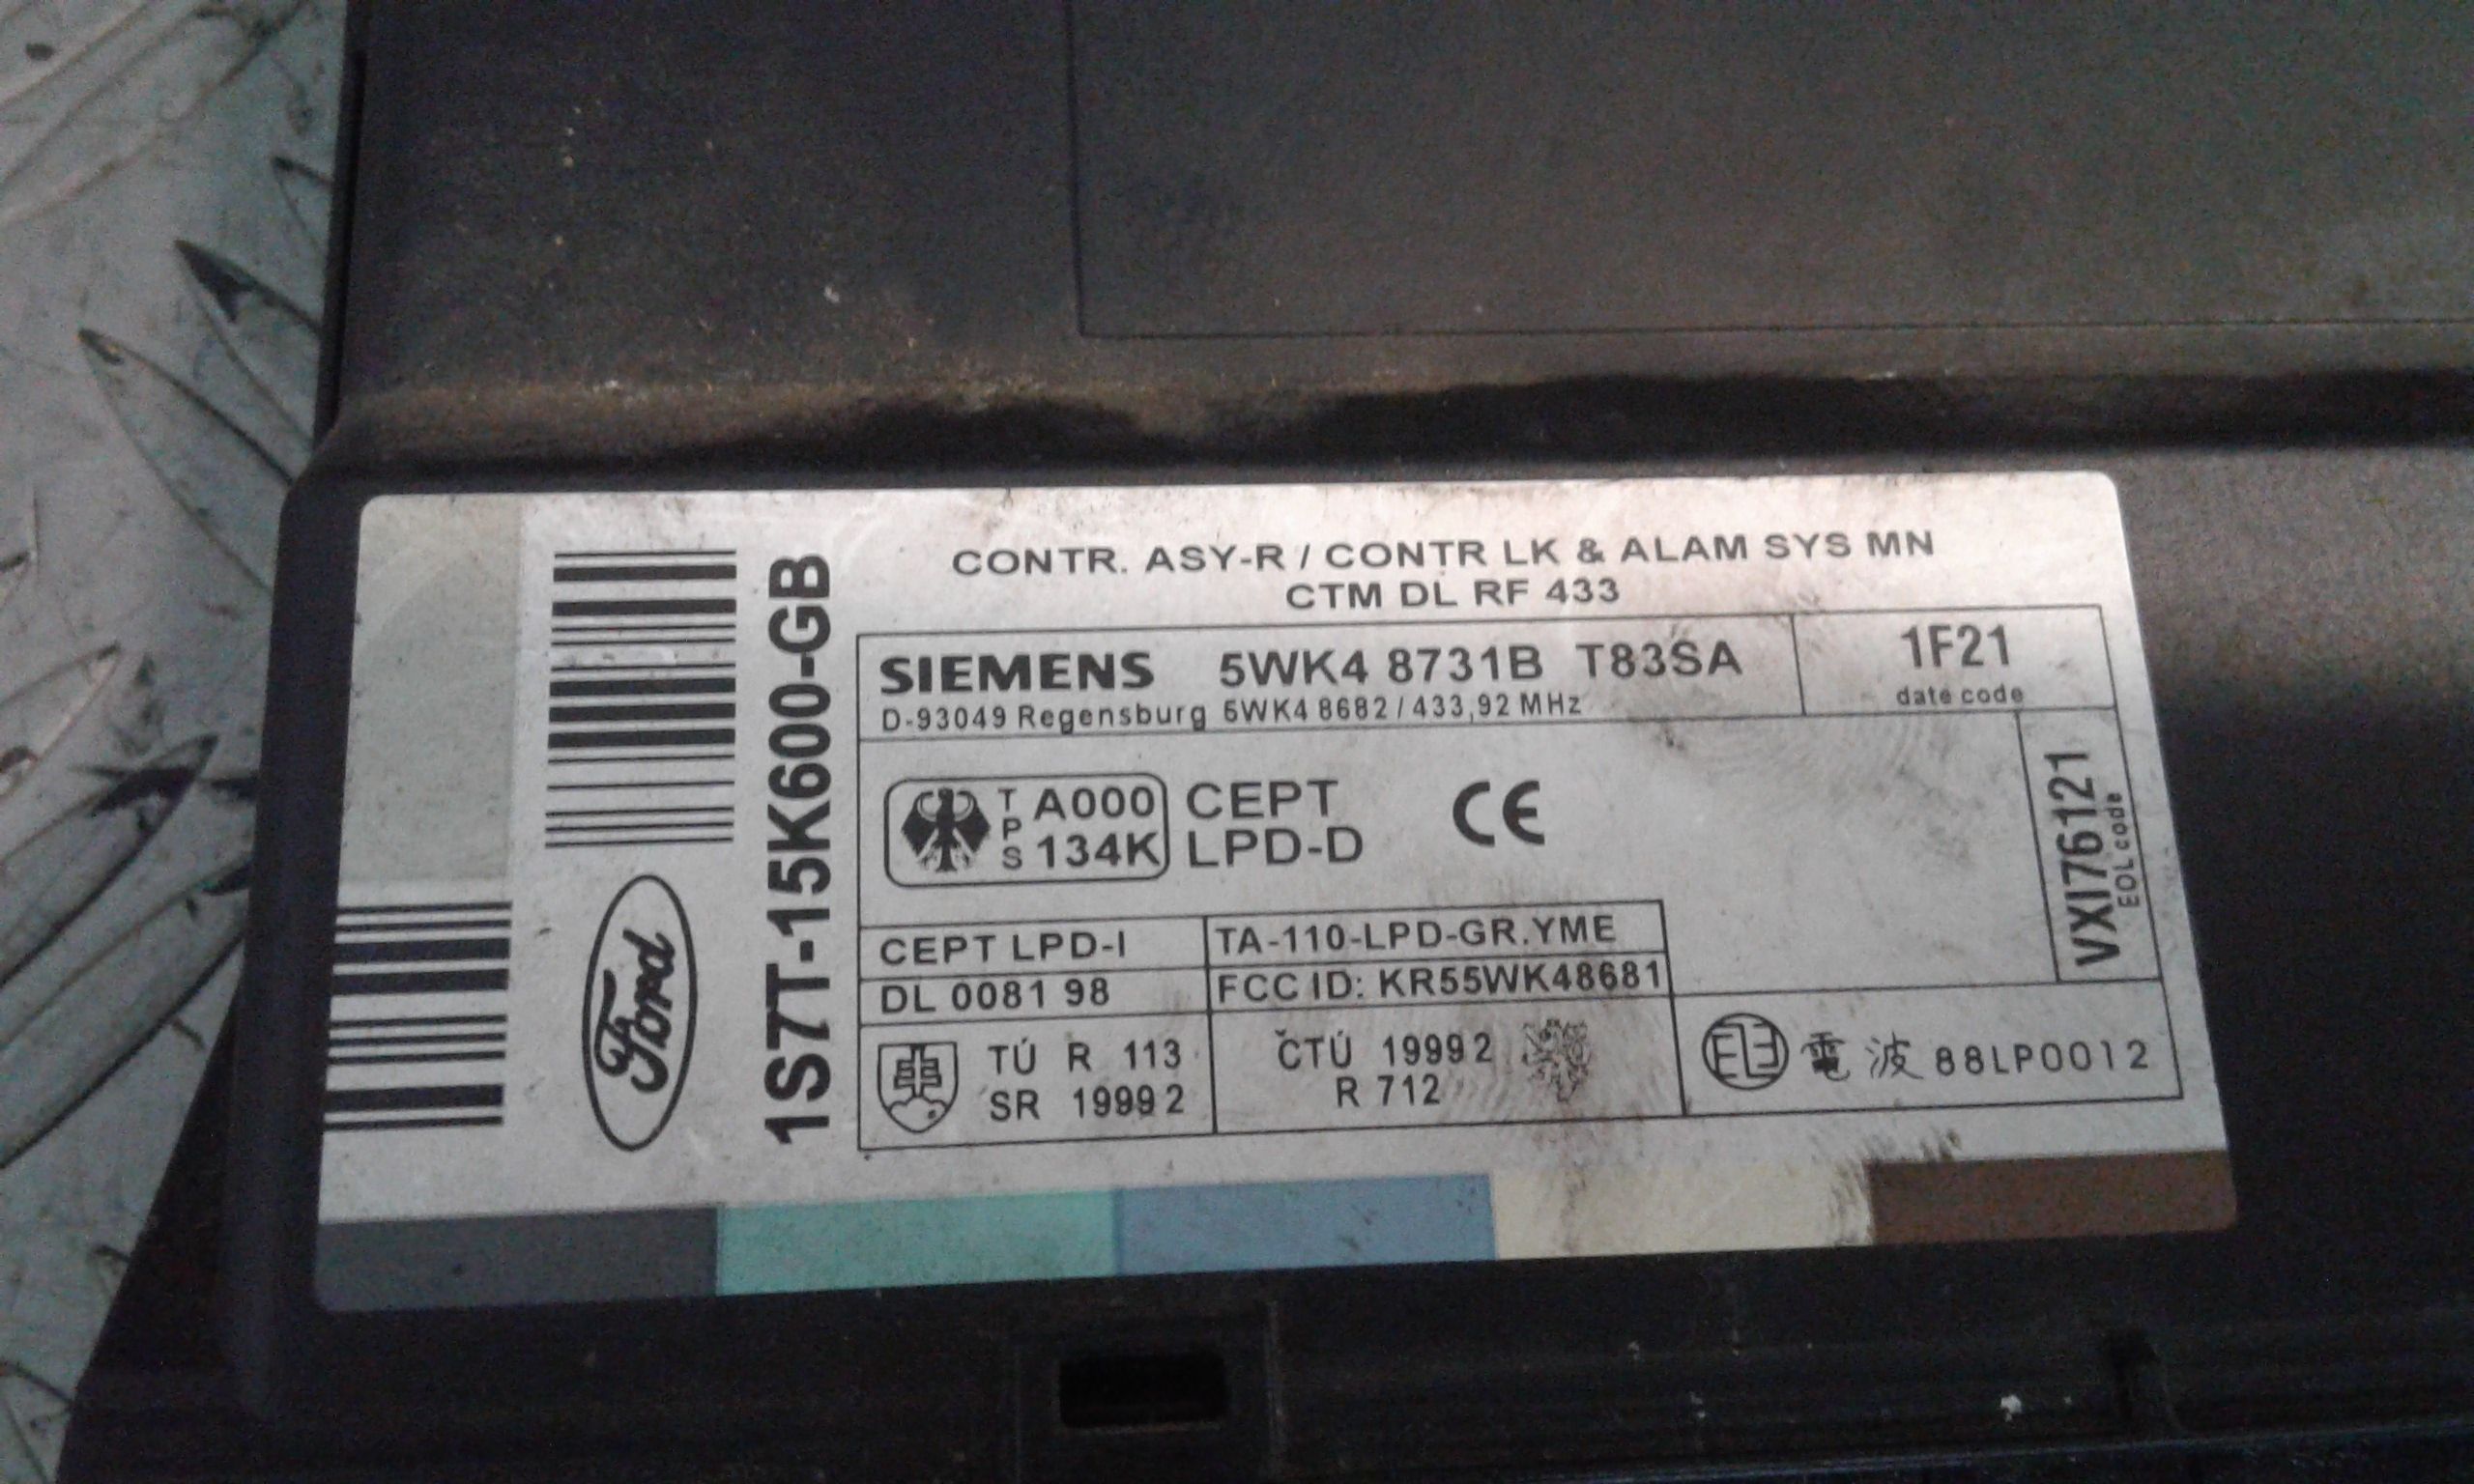 CONTR. ASY-R / CONTR LK & ALAM SYS MN
CTM DL RF 433
1S7T-15K600-GB
Ford
SIEMENS 5WK4 8731B T83SA
D-93049 Regensburg 5WK4 8682 / 433,92 MHz
1F21
date code
VXI76121
EOL code
TPS A000
134K
CEPT
LPD-D
CE
CEPT LPD-I
DL 0081 98
TA-110-LPD-GR.YME
FCC ID: KR55WK48681
TÚ R 113
SR 1999 2
ČTÚ 1999 2
R 712
電波 88LP0012